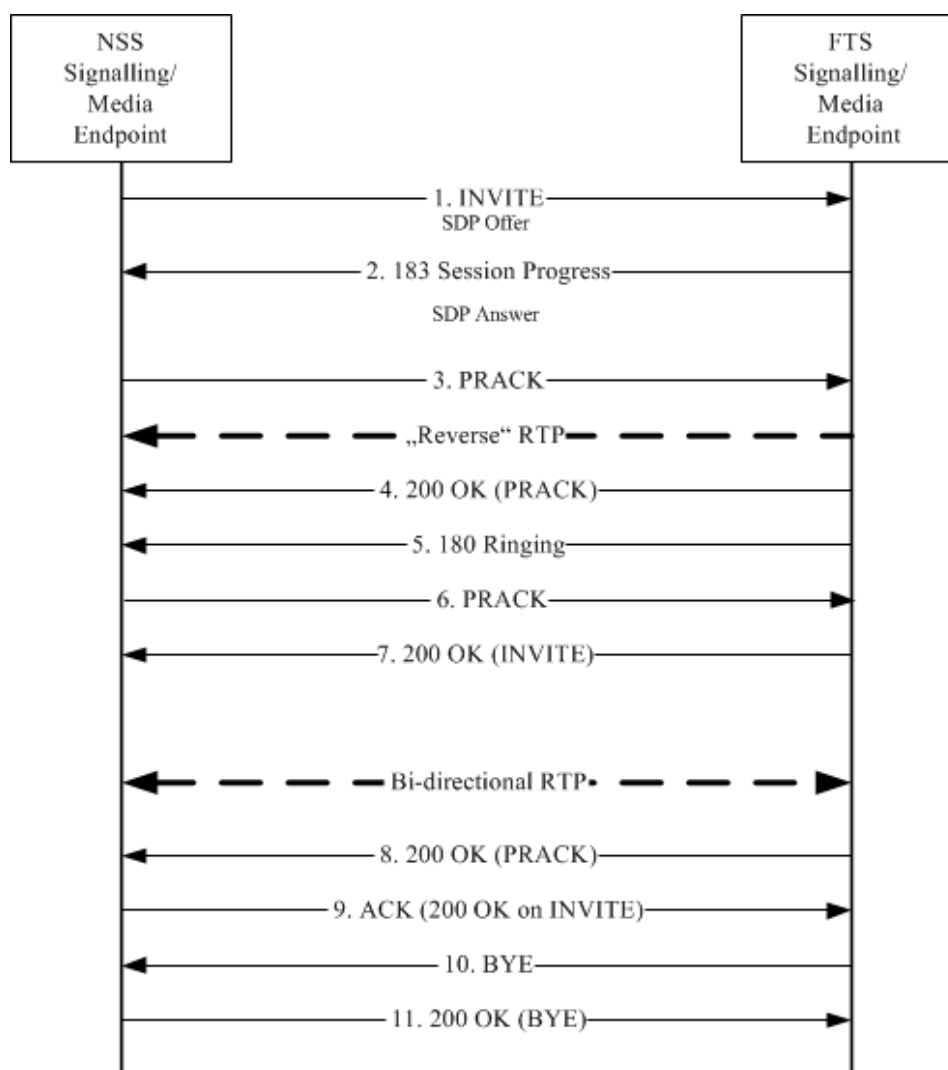 NSS
Signalling/
Media
Endpoint
FTS
Signalling/
Media
Endpoint
1. INVITE
SDP Offer
2. 183 Session Progress
SDP Answer
3. PRACK
„Reverse“ RTP
4. 200 OK (PRACK)
5. 180 Ringing
6. PRACK
7. 200 OK (INVITE)
Bi-directional RTP
8. 200 OK (PRACK)
9. ACK (200 OK on INVITE)
10. BYE
11. 200 OK (BYE)